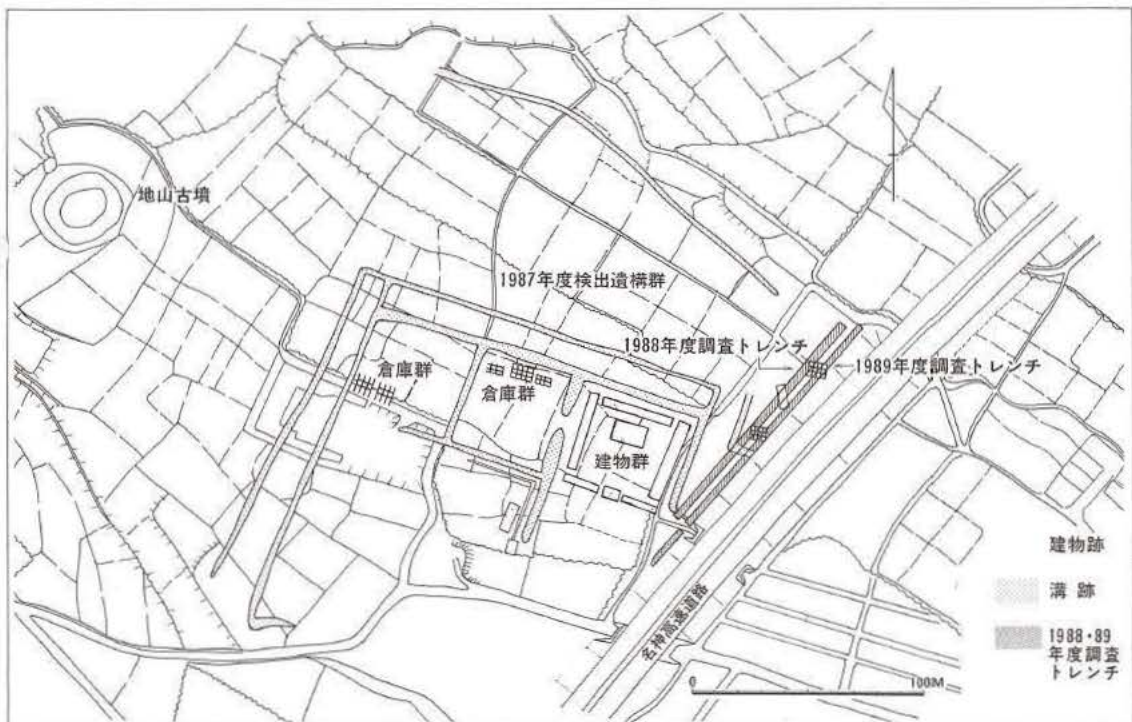 地山古墳
1987年度検出遺構群
1988年度調査トレンチ
1989年度調査トレンチ
倉庫群
倉庫群
建物群
名神高速道路
建物跡
溝跡
1988・89
年度調査
トレンチ
0
100M